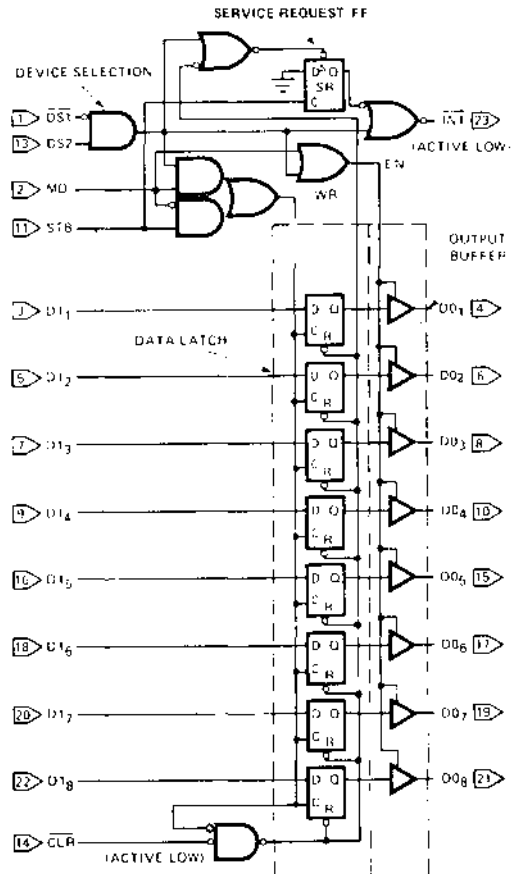 SERVICE REQUEST FF
DEVICE SELECTION
1 DS1
13 DS2
2 MD
11 STB
D Q
SR
C
INT 23
(ACTIVE LOW)
EN
WR
OUTPUT
BUFFER
DATA LATCH
3 DI1
D Q
C R
DO1 4
5 DI2
D Q
C R
DO2 6
7 DI3
D Q
C R
DO3 8
9 DI4
D Q
C R
DO4 10
16 DI5
D Q
C R
DO5 15
18 DI6
D Q
C R
DO6 17
20 DI7
D Q
C R
DO7 19
22 DI8
D Q
C R
DO8 21
14 CLR
(ACTIVE LOW)